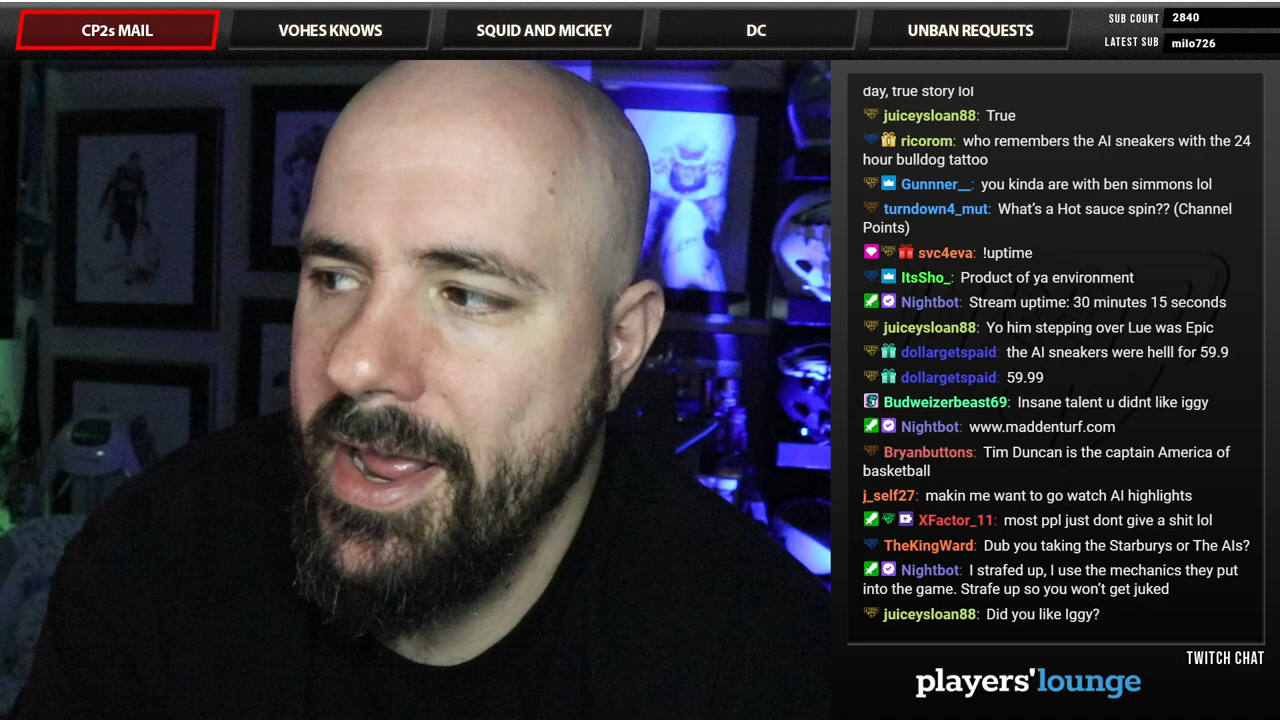 CP2s MAIL
VOHES KNOWS
SQUID AND MICKEY
DC
UNBAN REQUESTS
SUB COUNT 2840
LATEST SUB milo726
day, true story lol
juiceysloan88: True
ricorom: who remembers the AI sneakers with the 24
hour bulldog tattoo
Gunnner__: you kinda are with ben simmons lol
turndown4_mut: What's a Hot sauce spin?? (Channel
Points)
svc4eva: !uptime
ItsSho_: Product of ya environment
Nightbot: Stream uptime: 30 minutes 15 seconds
juiceysloan88: Yo him stepping over Lue was Epic
dollargetspaid: the AI sneakers were helll for 59.9
dollargetspaid: 59.99
Budweizerbeast69: Insane talent u didnt like iggy
Nightbot: www.maddenturf.com
Bryanbuttons: Tim Duncan is the captain America of
basketball
j_self27: makin me want to go watch AI highlights
XFactor_11: most ppl just dont give a shit lol
TheKingWard: Dub you taking the Starburys or The AIs?
Nightbot: I strafed up, I use the mechanics they put
into the game. Strafe up so you won't get juked
juiceysloan88: Did you like Iggy?
TWITCH CHAT
players'lounge